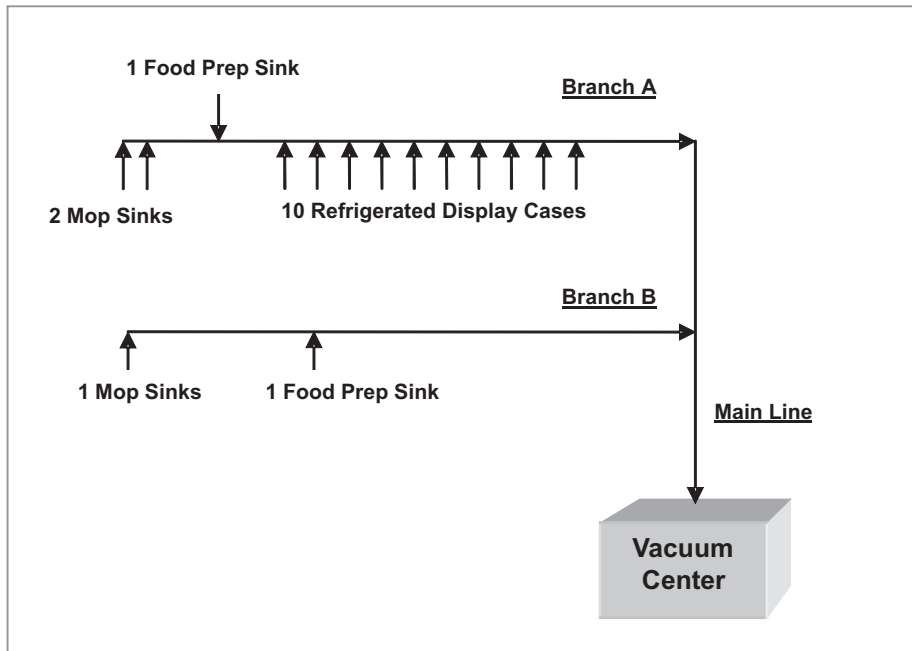 1 Food Prep Sink
Branch A
2 Mop Sinks
10 Refrigerated Display Cases
Branch B
1 Mop Sinks
1 Food Prep Sink
Main Line
Vacuum
Center